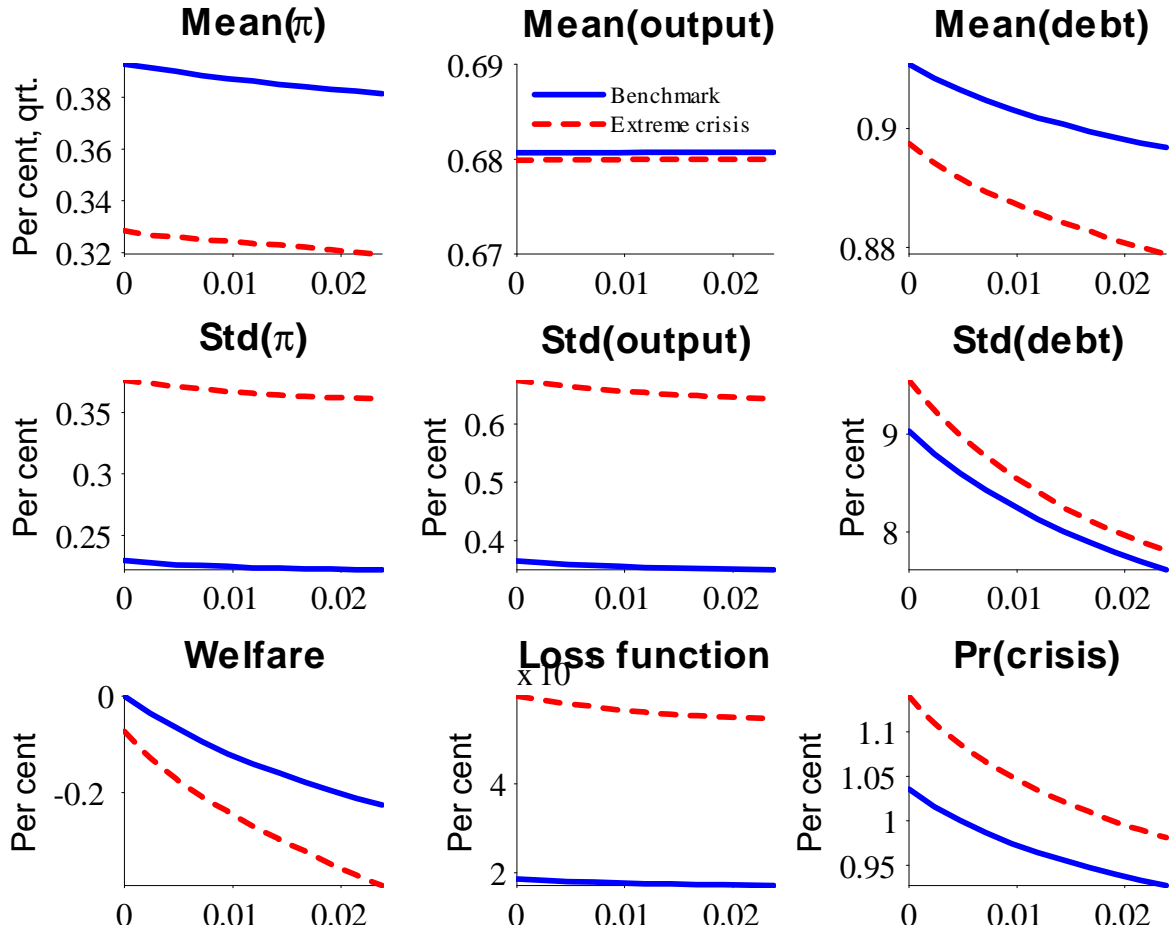 Mean(π)
Mean(output)
Mean(debt)
Per cent, qrt.
0.38
0.36
0.34
0.32
0 0.01 0.02
0.69
0.68
0.67
Benchmark
Extreme crisis
0 0.01 0.02
0.9
0.88
0 0.01 0.02
Std(π)
Std(output)
Std(debt)
Per cent
0.35
0.3
0.25
0 0.01 0.02
Per cent
0.6
0.5
0.4
0 0.01 0.02
Per cent
9
8
0 0.01 0.02
Welfare
Loss function
Pr(crisis)
Per cent
0
-0.2
0 0.01 0.02
x 10
Per cent
4
2
0 0.01 0.02
Per cent
1.1
1.05
1
0.95
0 0.01 0.02